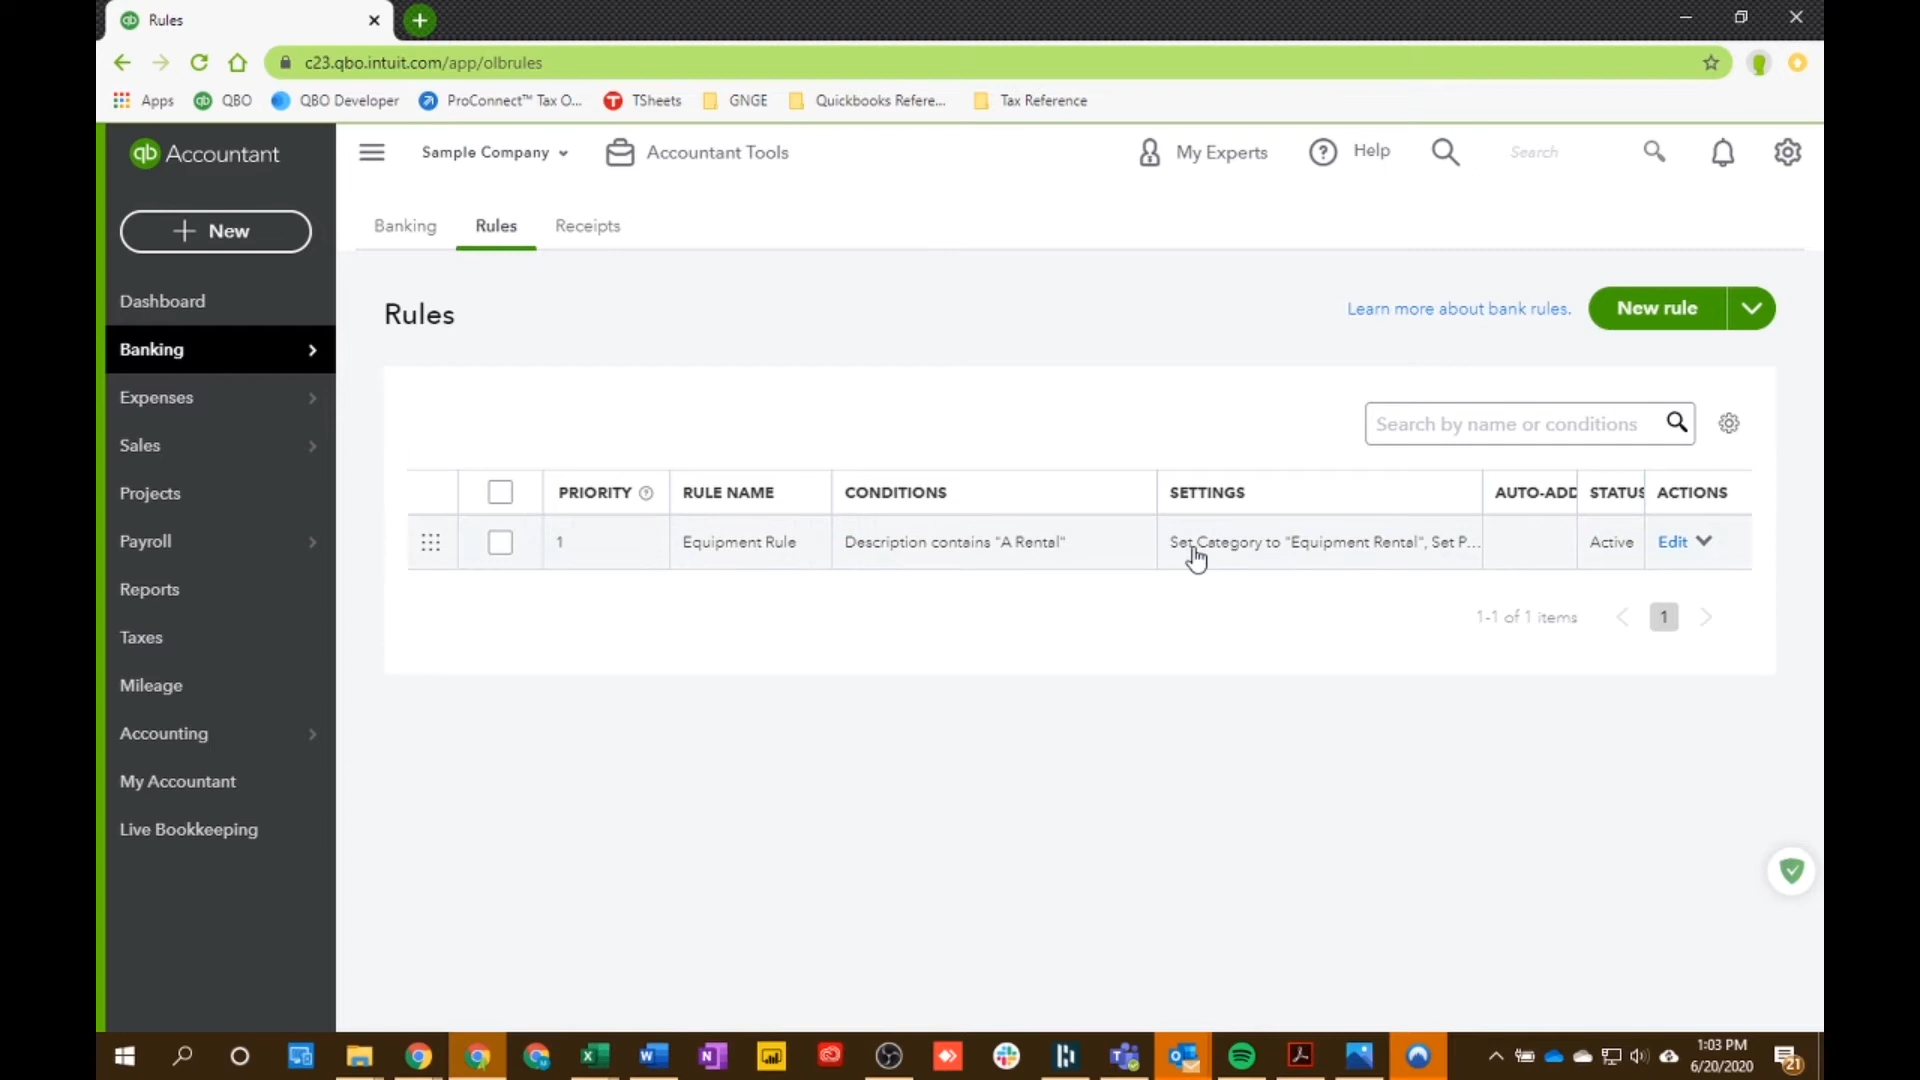 Rules
c23.qbo.intuit.com/app/olbrules
Apps QBO QBO Developer ProConnect™ Tax O... TSheets GNGE Quickbooks Refere... Tax Reference
qb Accountant
Sample Company Accountant Tools My Experts Help Search
New
Banking Rules Receipts
Dashboard
Banking
Expenses
Sales
Projects
Payroll
Reports
Taxes
Mileage
Accounting
My Accountant
Live Bookkeeping
Rules
Learn more about bank rules. New rule
Search by name or conditions
PRIORITY RULE NAME CONDITIONS SETTINGS AUTO-ADD STATUS ACTIONS
1 Equipment Rule Description contains "A Rental" Set Category to "Equipment Rental", Set P... Active Edit
1-1 of 1 items 1
1:03 PM
6/20/2020
21